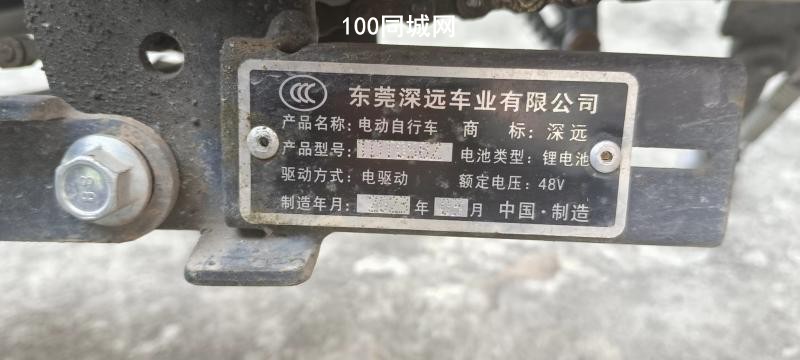 100同城网
CCC
东莞深远车业有限公司
产品名称：电动自行车 商 标：深远
产品型号： 电池类型：锂电池
驱动方式：电驱动 额定电压：48V
制造年月： 年 月 中国·制造
8.8